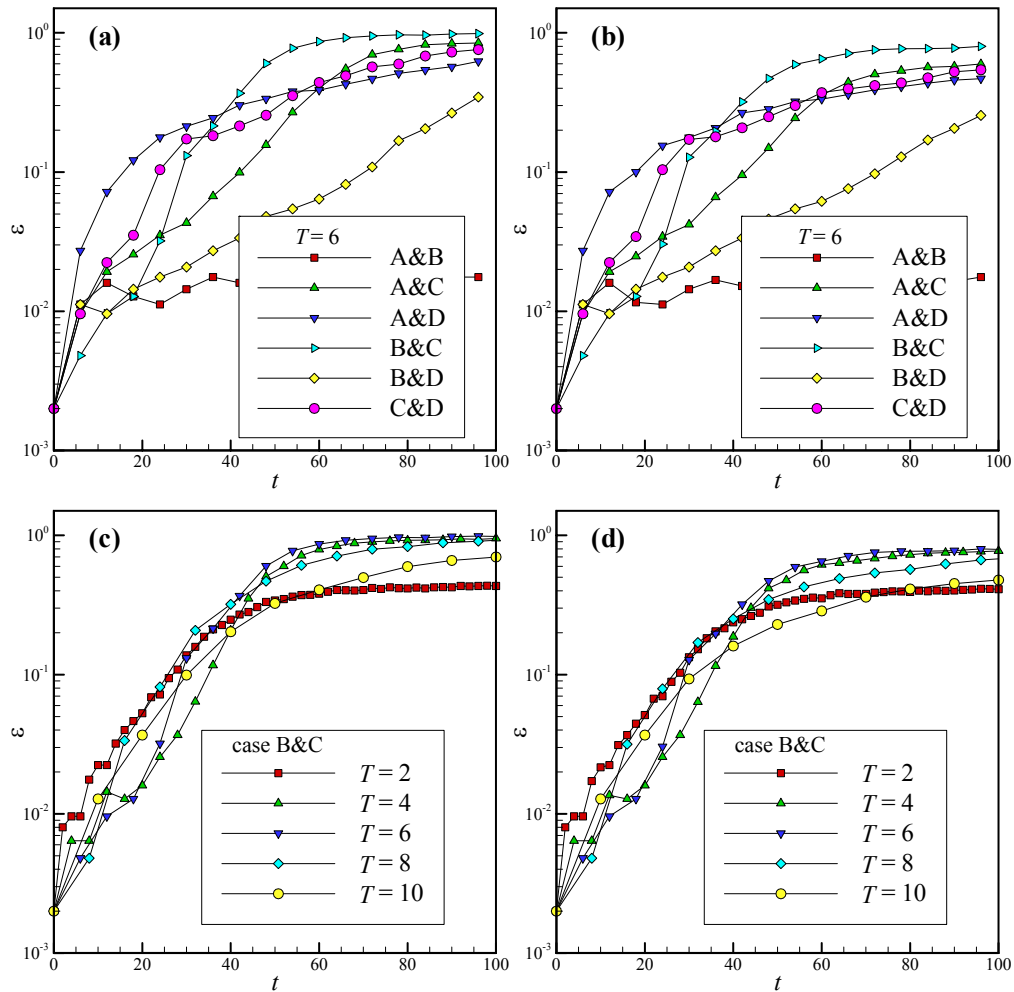 (a)
10⁰
10⁻¹
10⁻²
10⁻³
ε
T = 6
A&B
A&C
A&D
B&C
B&D
C&D
0 20 40 60 80 100
t
(b)
10⁰
10⁻¹
10⁻²
10⁻³
ε
T = 6
A&B
A&C
A&D
B&C
B&D
C&D
0 20 40 60 80 100
t
(c)
10⁰
10⁻¹
10⁻²
10⁻³
ε
case B&C
T = 2
T = 4
T = 6
T = 8
T = 10
0 20 40 60 80 100
t
(d)
10⁰
10⁻¹
10⁻²
10⁻³
ε
case B&C
T = 2
T = 4
T = 6
T = 8
T = 10
0 20 40 60 80 100
t